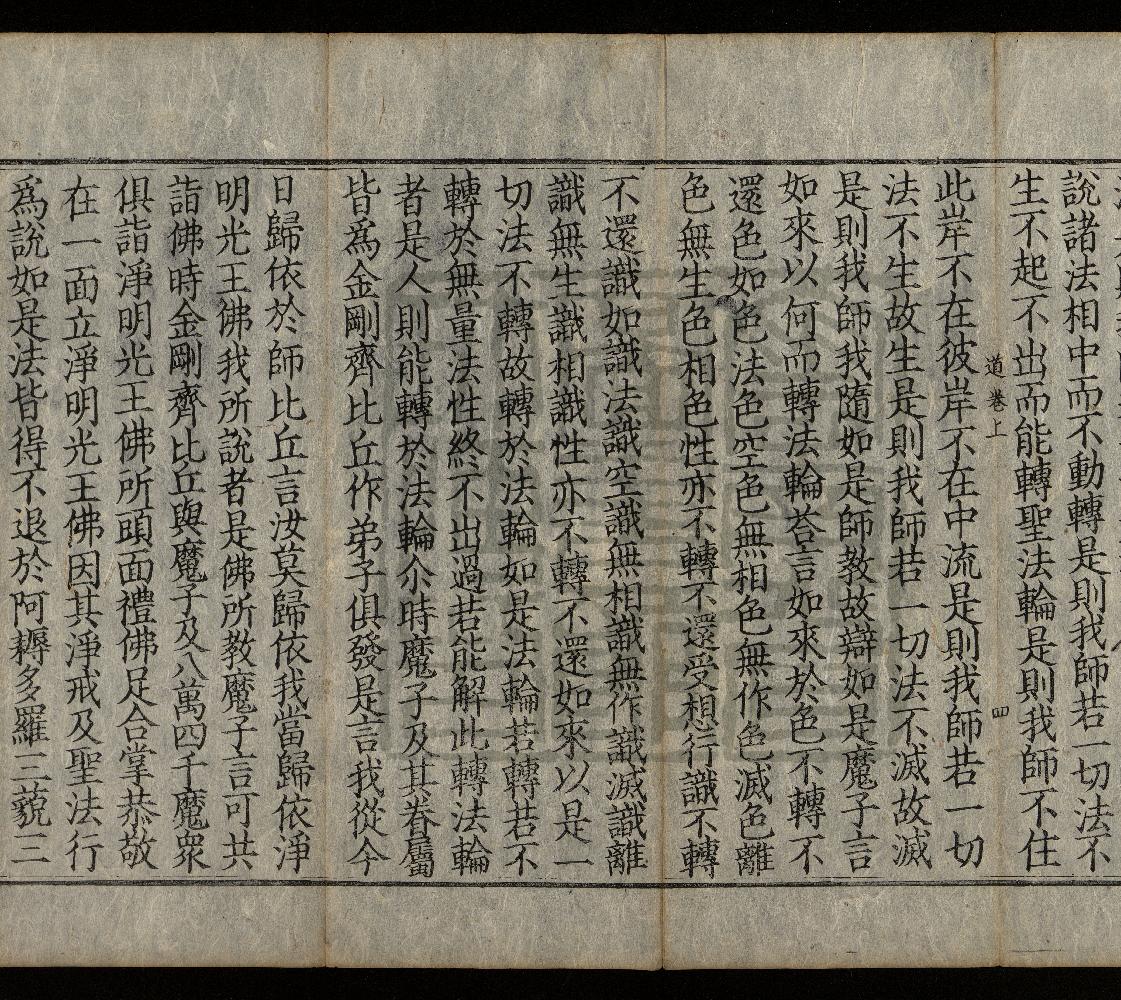 說諸法相中而不動轉是則我師若一切法不
生不起不出而能轉聖法輪是則我師不住
道卷上
四
此岸不在彼岸不在中流是則我師若一切
法不生故生是則我師若一切法不滅故滅
是則我師我隨如是師教故辯如是魔子言
如來以何而轉法輪荅言如來於色不轉不
還色如色法色空色無相色無作色滅色離
色無生色相色性亦不轉不還受想行識不轉
不還識如識法識空識無相識無作識滅識離
識無生識相識性亦不轉不還如來以是一
切法不轉故轉於法輪如是法輪若轉若不
轉於無量法性終不出過若能解此轉法輪
者是人則能轉於法輪尒時魔子及其眷屬
皆爲金剛齊比丘作弟子俱發是言我從今
日歸依於師比丘言汝莫歸依我當歸依淨
明光王佛我所說者是佛所教魔子言可共
詣佛時金剛齊比丘與魔子及八萬四千魔眾
俱詣淨明光王佛所頭面禮佛足合掌恭敬
在一面立淨明光王佛因其淨戒及聖法行
爲說如是法皆得不退於阿耨多羅三藐三